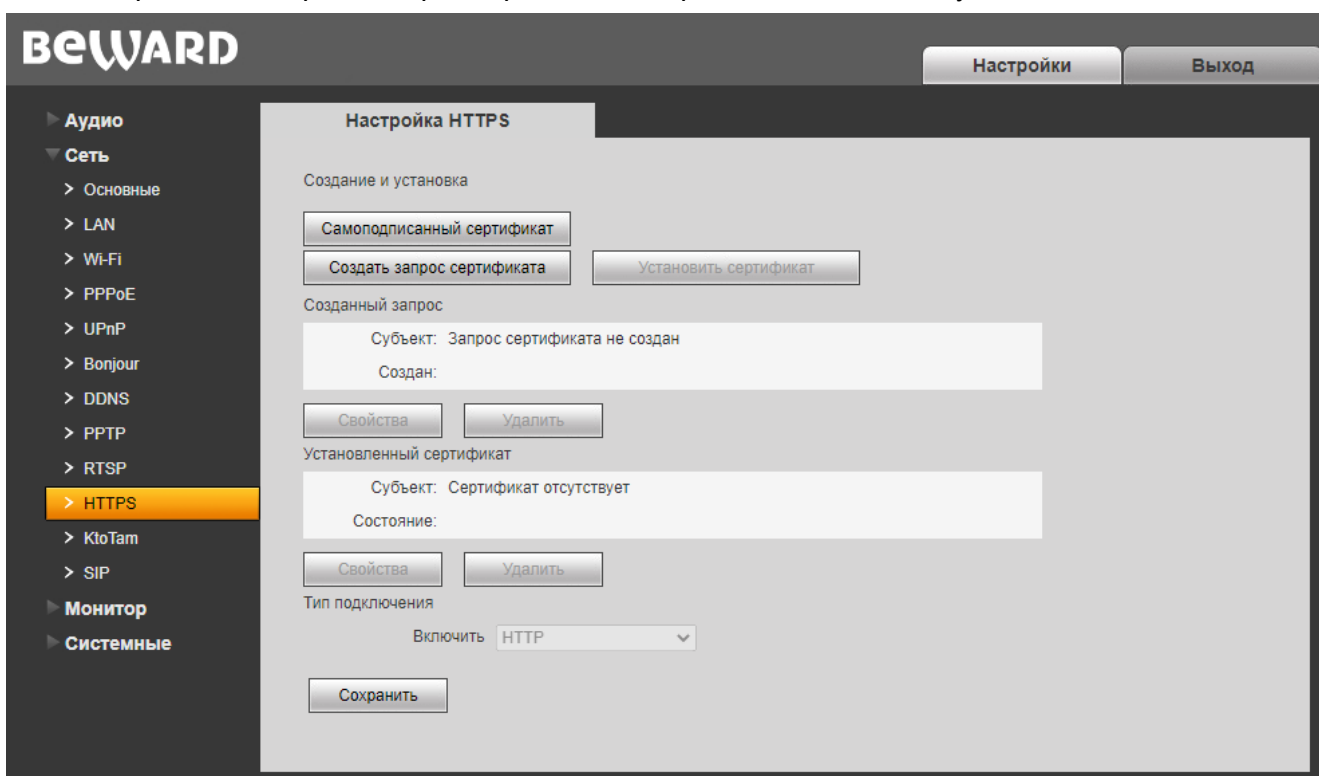 BEWARD
Настройки
Выход
Аудио
Сеть
> Основные
> LAN
> Wi-Fi
> PPPoE
> UPnP
> Bonjour
> DDNS
> PPTP
> RTSP
> HTTPS
> KtoTam
> SIP
Монитор
Системные
Настройка HTTPS
Создание и установка
Самоподписанный сертификат
Создать запрос сертификата
Установить сертификат
Созданный запрос
Субъект: Запрос сертификата не создан
Создан:
Свойства
Удалить
Установленный сертификат
Субъект: Сертификат отсутствует
Состояние:
Свойства
Удалить
Тип подключения
Включить HTTP
Сохранить